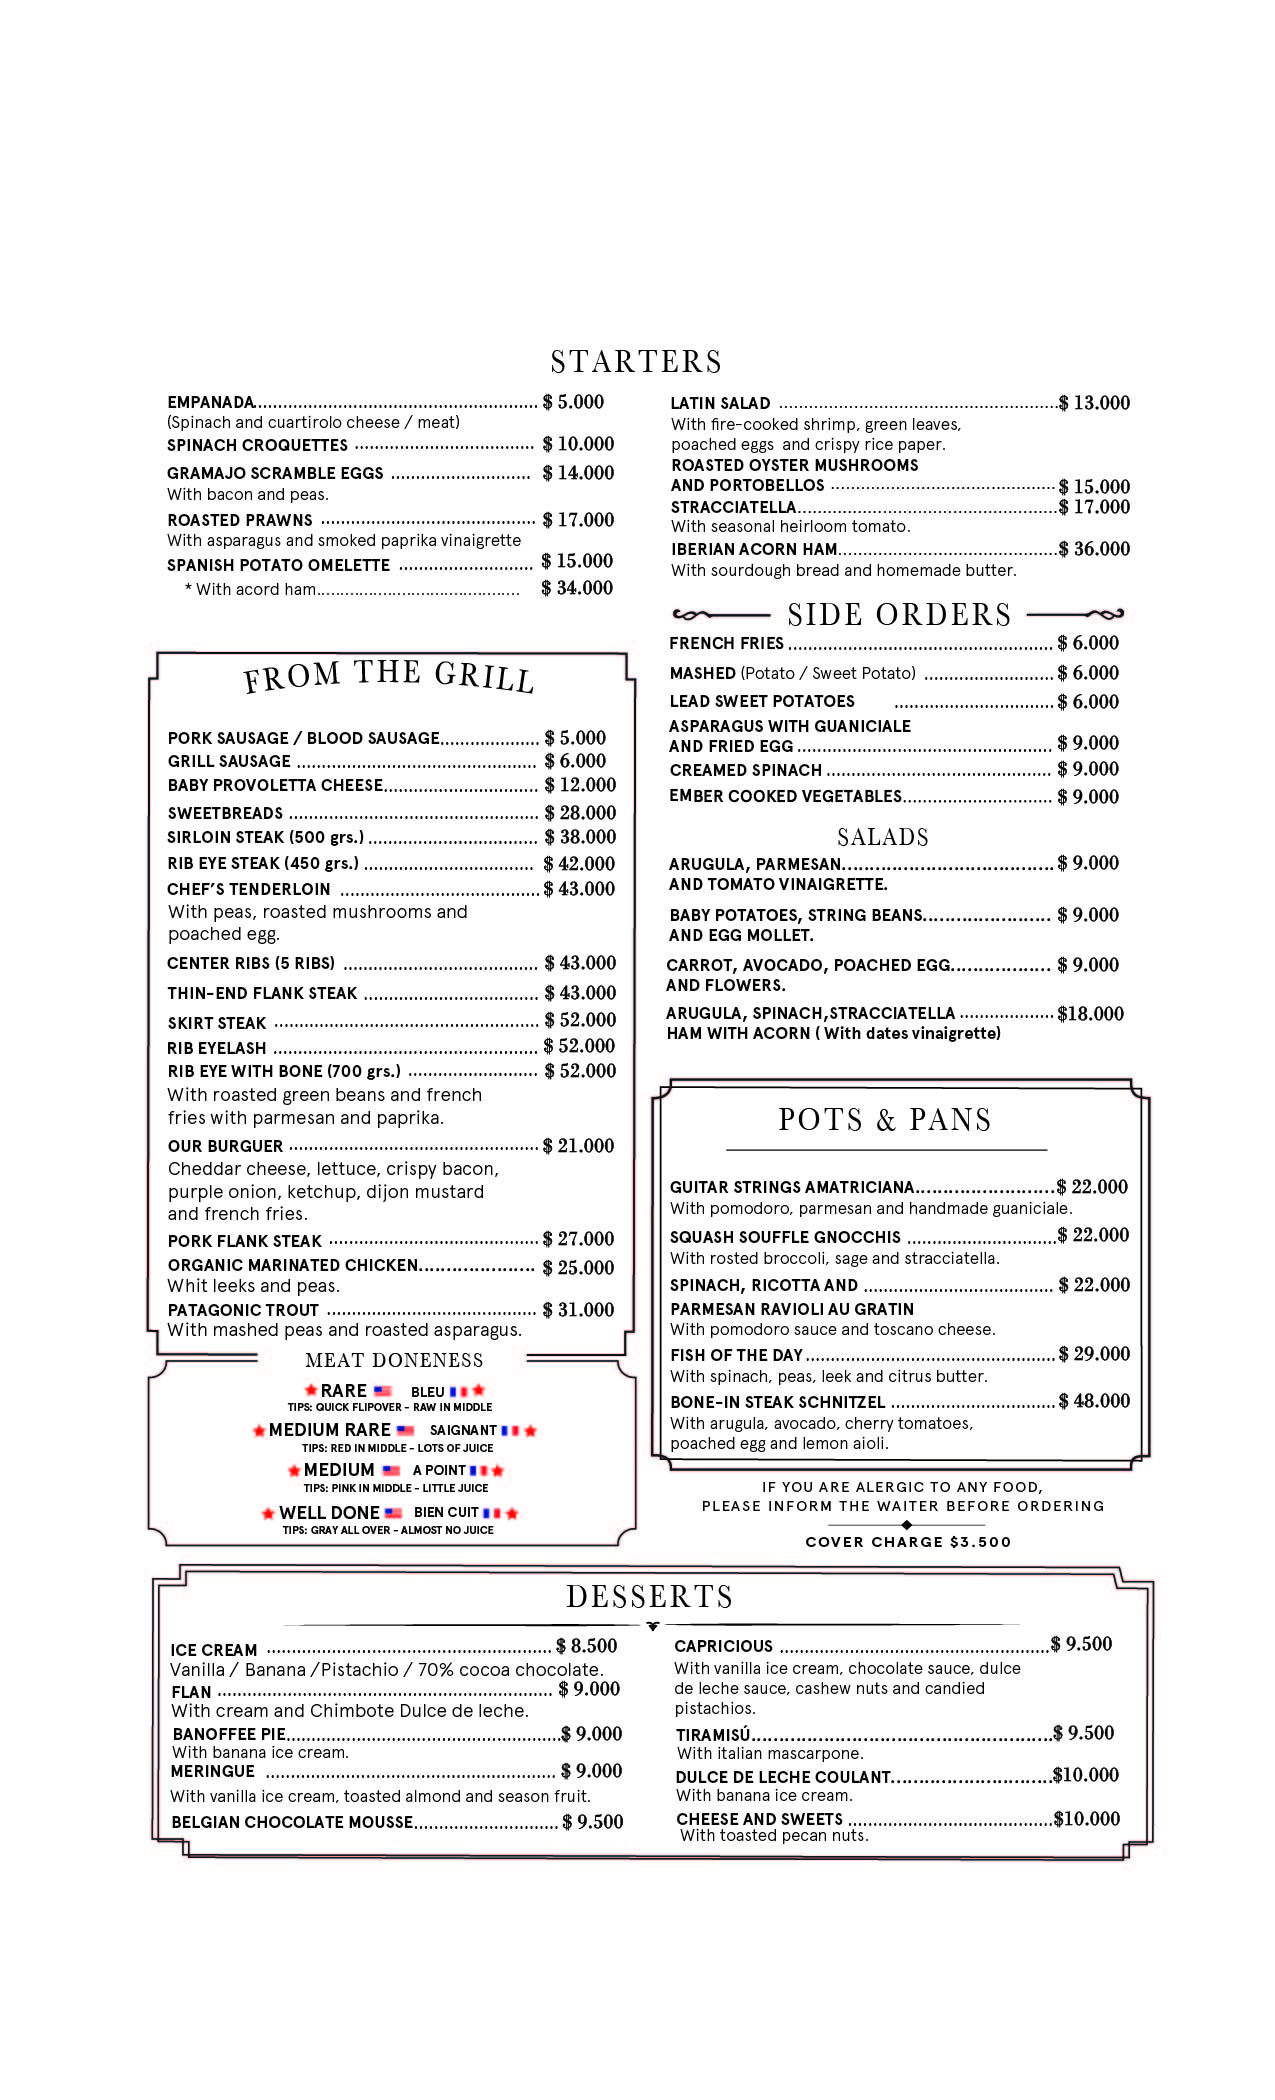 STARTERS
EMPANADA........................................................ $ 5.000
(Spinach and cuartirolo cheese / meat)
SPINACH CROQUETTES ................................... $ 10.000
GRAMAJO SCRAMBLE EGGS ........................... $ 14.000
With bacon and peas.
ROASTED PRAWNS .......................................... $ 17.000
With asparagus and smoked paprika vinaigrette
SPANISH POTATO OMELETTE .......................... $ 15.000
* With acord ham........................................ $ 34.000
LATIN SALAD ......................................................$ 13.000
With fire-cooked shrimp, green leaves,
poached eggs and crispy rice paper.
ROASTED OYSTER MUSHROOMS
AND PORTOBELLOS ............................................$ 15.000
STRACCIATELLA...................................................$ 17.000
With seasonal heirloom tomato.
IBERIAN ACORN HAM...........................................$ 36.000
With sourdough bread and homemade butter.
SIDE ORDERS
FRENCH FRIES .................................................... $ 6.000
MASHED (Potato / Sweet Potato) ......................... $ 6.000
LEAD SWEET POTATOES ............................... $ 6.000
ASPARAGUS WITH GUANICIALE
AND FRIED EGG .................................................. $ 9.000
CREAMED SPINACH ............................................ $ 9.000
EMBER COOKED VEGETABLES............................. $ 9.000
SALADS
ARUGULA, PARMESAN........................................ $ 9.000
AND TOMATO VINAIGRETTE.
BABY POTATOES, STRING BEANS....................... $ 9.000
AND EGG MOLLET.
CARROT, AVOCADO, POACHED EGG.................. $ 9.000
AND FLOWERS.
ARUGULA, SPINACH,STRACCIATELLA ................... $18.000
HAM WITH ACORN ( With dates vinaigrette)
FROM THE GRILL
PORK SAUSAGE / BLOOD SAUSAGE.................... $ 5.000
GRILL SAUSAGE ............................................... $ 6.000
BABY PROVOLETTA CHEESE.............................. $ 12.000
SWEETBREADS ................................................. $ 28.000
SIRLOIN STEAK (500 grs.) ................................. $ 38.000
RIB EYE STEAK (450 grs.) ................................. $ 42.000
CHEF’S TENDERLOIN ....................................... $ 43.000
With peas, roasted mushrooms and
poached egg.
CENTER RIBS (5 RIBS) ...................................... $ 43.000
THIN-END FLANK STEAK .................................. $ 43.000
SKIRT STEAK .................................................... $ 52.000
RIB EYELASH .................................................... $ 52.000
RIB EYE WITH BONE (700 grs.) ......................... $ 52.000
With roasted green beans and french
fries with parmesan and paprika.
OUR BURGUER ................................................. $ 21.000
Cheddar cheese, lettuce, crispy bacon,
purple onion, ketchup, dijon mustard
and french fries.
PORK FLANK STEAK ......................................... $ 27.000
ORGANIC MARINATED CHICKEN..................... $ 25.000
Whit leeks and peas.
PATAGONIC TROUT ......................................... $ 31.000
With mashed peas and roasted asparagus.
MEAT DONENESS
RARE BLEU
TIPS: QUICK FLIPOVER - RAW IN MIDDLE
MEDIUM RARE SAIGNANT
TIPS: RED IN MIDDLE - LOTS OF JUICE
MEDIUM A POINT
TIPS: PINK IN MIDDLE - LITTLE JUICE
WELL DONE BIEN CUIT
TIPS: GRAY ALL OVER - ALMOST NO JUICE
POTS & PANS
GUITAR STRINGS AMATRICIANA.........................$ 22.000
With pomodoro, parmesan and handmade guaniciale.
SQUASH SOUFFLE GNOCCHIS .............................$ 22.000
With rosted broccoli, sage and stracciatella.
SPINACH, RICOTTA AND ..................................... $ 22.000
PARMESAN RAVIOLI AU GRATIN
With pomodoro sauce and toscano cheese.
FISH OF THE DAY ................................................. $ 29.000
With spinach, peas, leek and citrus butter.
BONE-IN STEAK SCHNITZEL ................................ $ 48.000
With arugula, avocado, cherry tomatoes,
poached egg and lemon aioli.
IF YOU ARE ALERGIC TO ANY FOOD,
PLEASE INFORM THE WAITER BEFORE ORDERING
COVER CHARGE $3.500
DESSERTS
ICE CREAM ........................................................ $ 8.500
Vanilla / Banana /Pistachio / 70% cocoa chocolate.
FLAN .................................................................. $ 9.000
With cream and Chimbote Dulce de leche.
BANOFFEE PIE......................................................$ 9.000
With banana ice cream.
MERINGUE ......................................................... $ 9.000
With vanilla ice cream, toasted almond and season fruit.
BELGIAN CHOCOLATE MOUSSE............................ $ 9.500
CAPRICIOUS .....................................................$ 9.500
With vanilla ice cream, chocolate sauce, dulce
de leche sauce, cashew nuts and candied
pistachios.
TIRAMISÚ.........................................................$ 9.500
With italian mascarpone.
DULCE DE LECHE COULANT............................$10.000
With banana ice cream.
CHEESE AND SWEETS ........................................$10.000
With toasted pecan nuts.